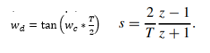 w_d = tan (w_c * T/2)   s = 2/T z − 1/z + 1.